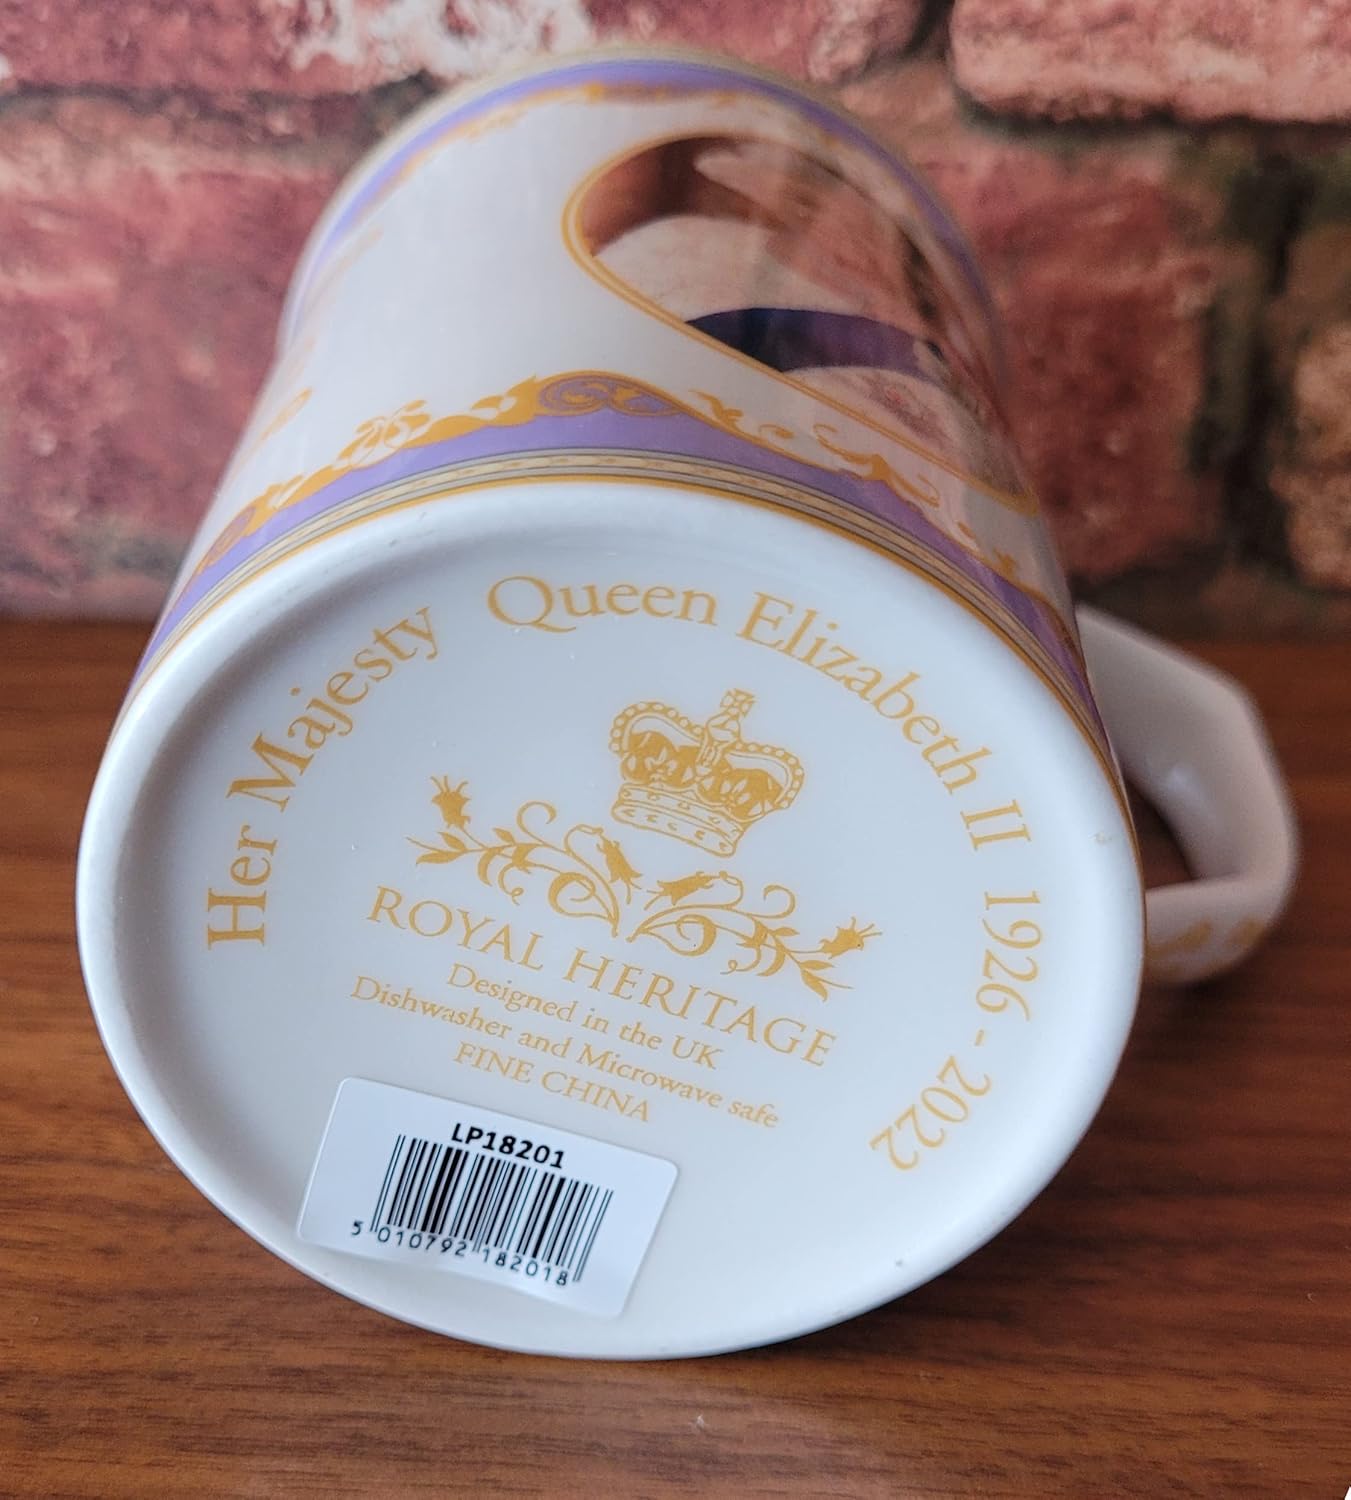 Her Majesty Queen Elizabeth II 1926 - 2022
ROYAL HERITAGE
Designed in the UK
Dishwasher and Microwave safe
FINE CHINA
LP18201
5 010792 182018